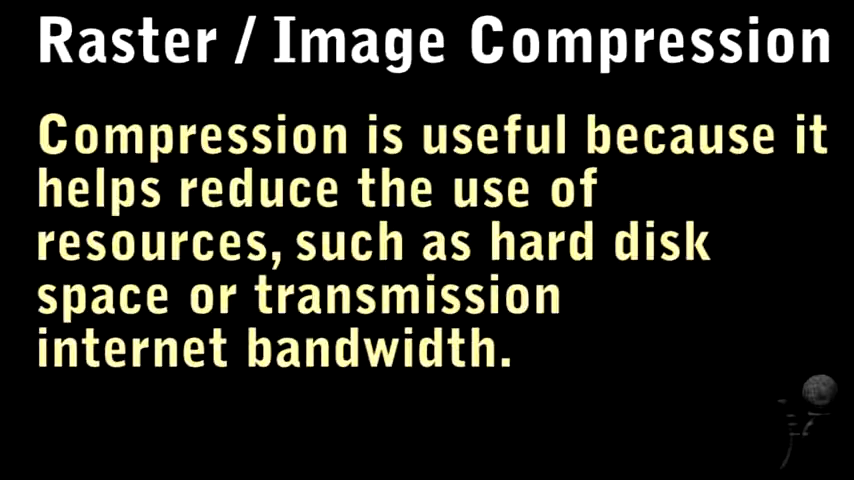 Raster / Image Compression
Compression is useful because it
helps reduce the use of
resources, such as hard disk
space or transmission
internet bandwidth.